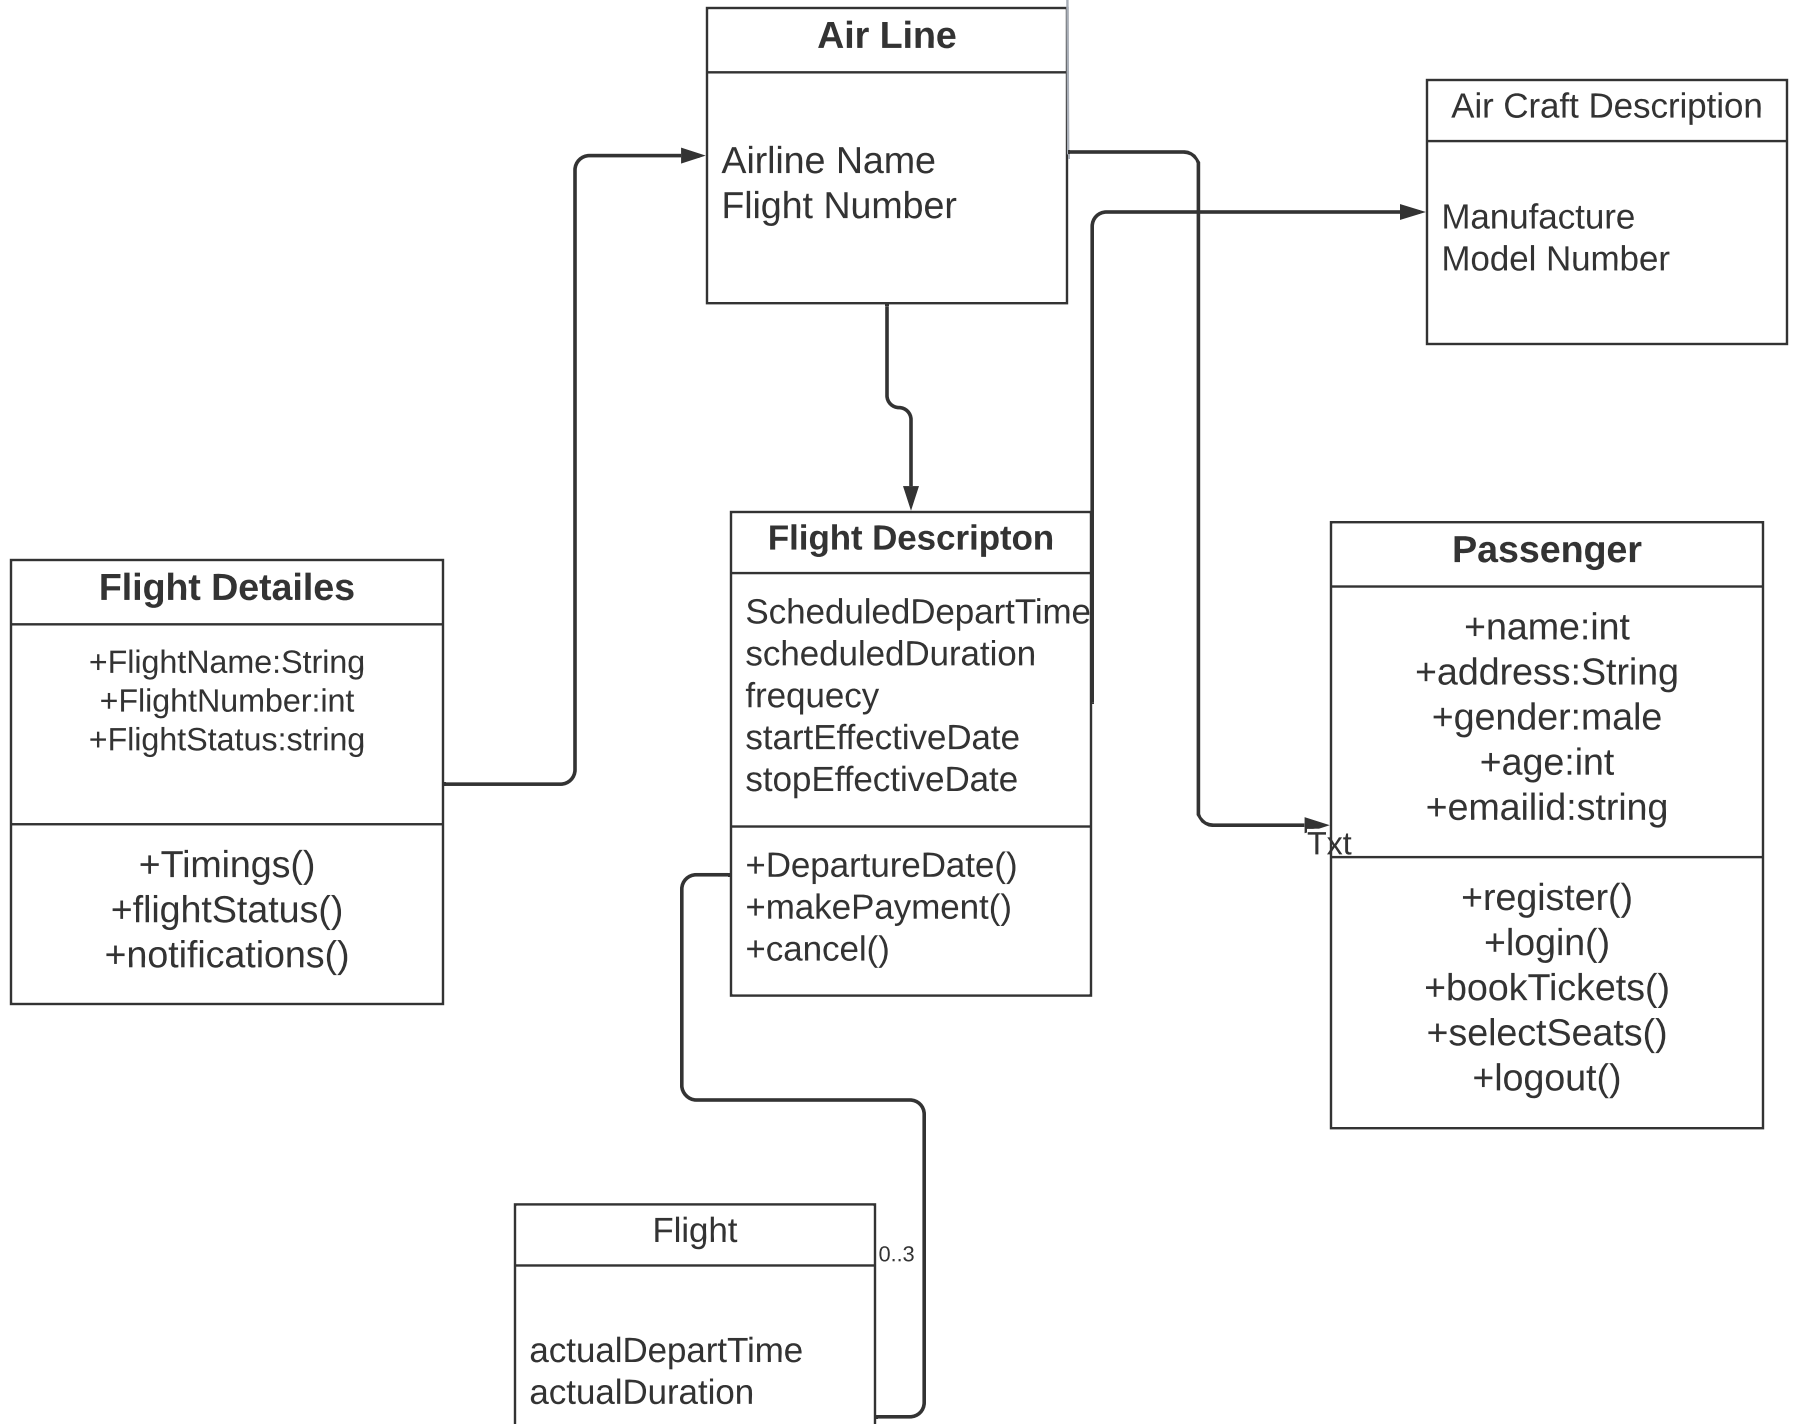 Air Line
Airline Name
Flight Number
Air Craft Description
Manufacture
Model Number
Flight Detailes
+FlightName:String
+FlightNumber:int
+FlightStatus:string
+Timings()
+flightStatus()
+notifications()
Flight Descripton
ScheduledDepartTime
scheduledDuration
frequecy
startEffectiveDate
stopEffectiveDate
+DepartureDate()
+makePayment()
+cancel()
Passenger
+name:int
+address:String
+gender:male
+age:int
+emailid:string
Txt
+register()
+login()
+bookTickets()
+selectSeats()
+logout()
Flight
0..3
actualDepartTime
actualDuration